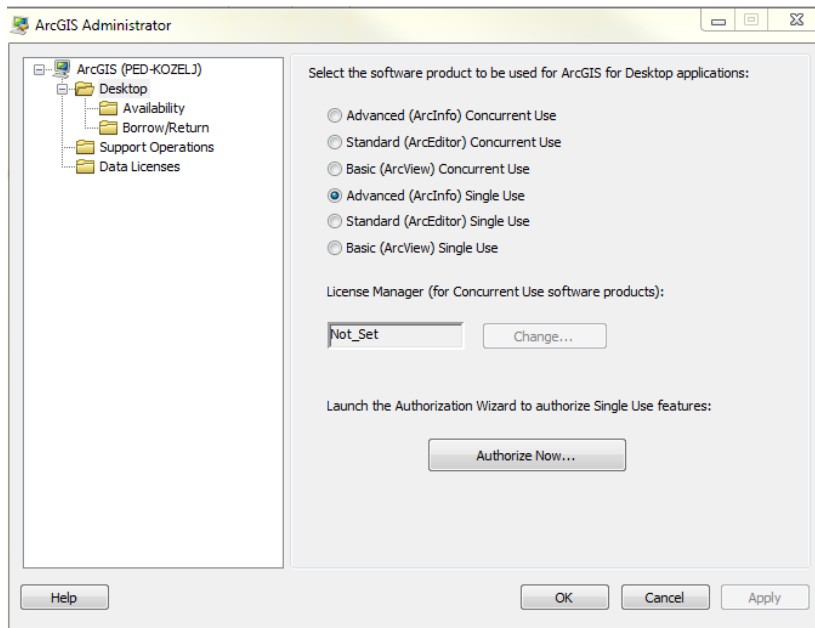 ArcGIS Administrator
ArcGIS (PED-KOZELJ)
Desktop
Availability
Borrow/Return
Support Operations
Data Licenses
Select the software product to be used for ArcGIS for Desktop applications:
Advanced (ArcInfo) Concurrent Use
Standard (ArcEditor) Concurrent Use
Basic (ArcView) Concurrent Use
Advanced (ArcInfo) Single Use
Standard (ArcEditor) Single Use
Basic (ArcView) Single Use
License Manager (for Concurrent Use software products):
Not_Set
Change...
Launch the Authorization Wizard to authorize Single Use features:
Authorize Now...
Help
OK
Cancel
Apply